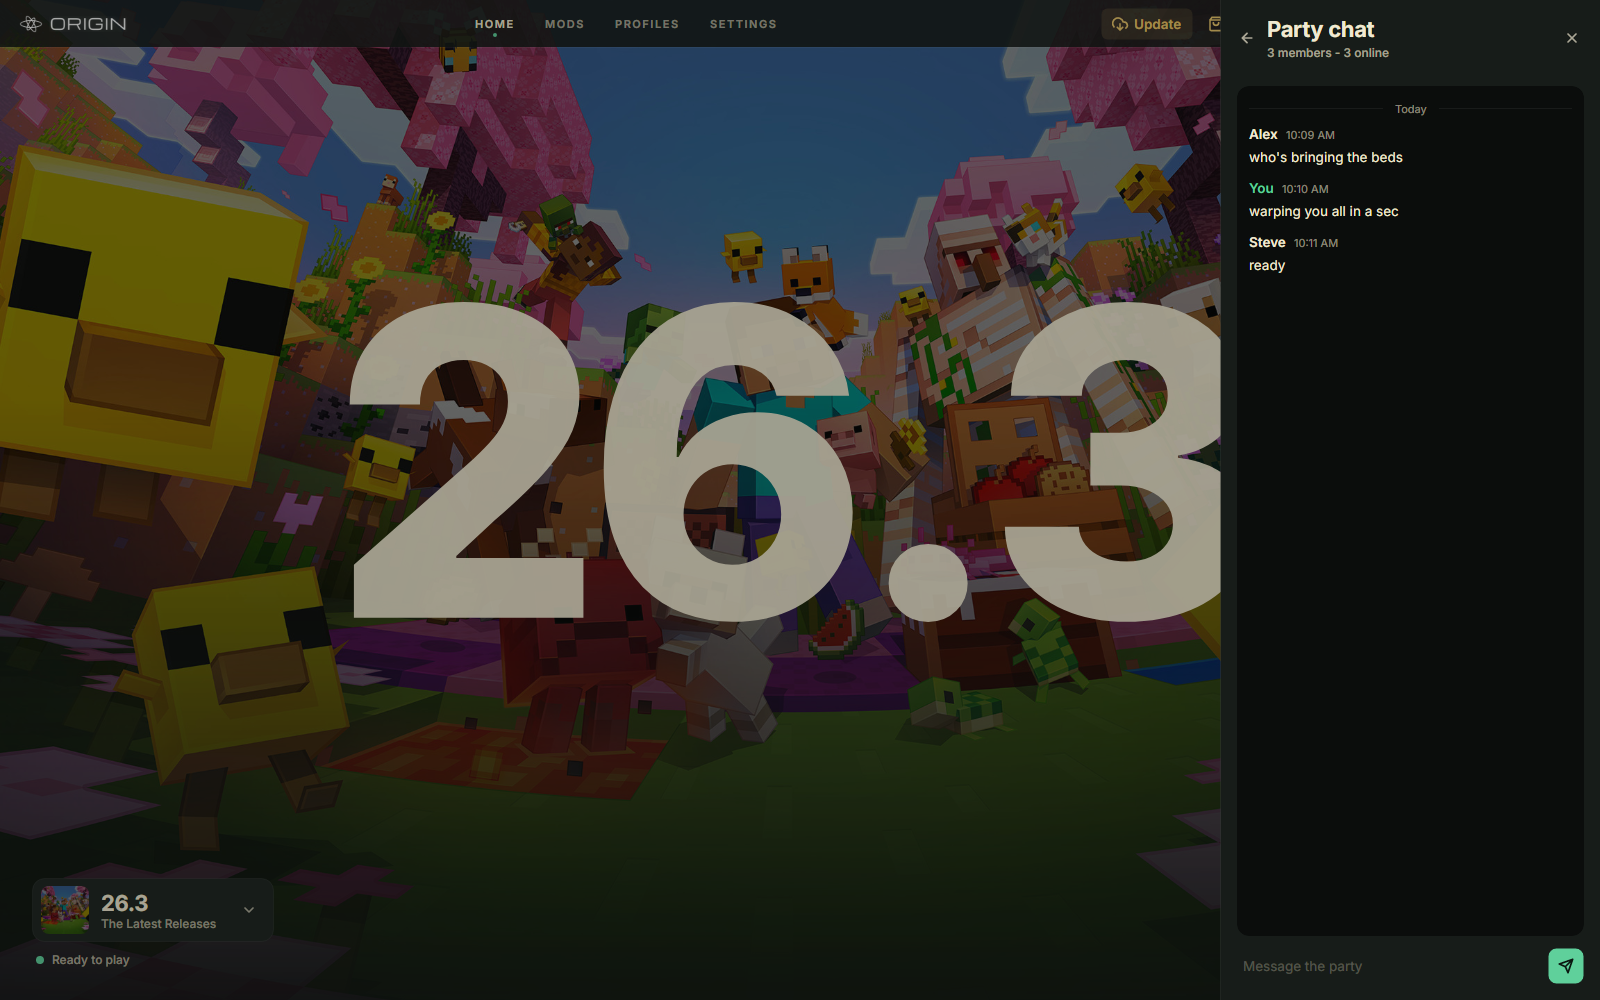 ORIGIN
HOME MODS PROFILES SETTINGS
Update
26.3
26.3
The Latest Releases
Ready to play
Party chat
3 members - 3 online
Today
Alex 10:09 AM
who's bringing the beds
You 10:10 AM
warping you all in a sec
Steve 10:11 AM
ready
Message the party